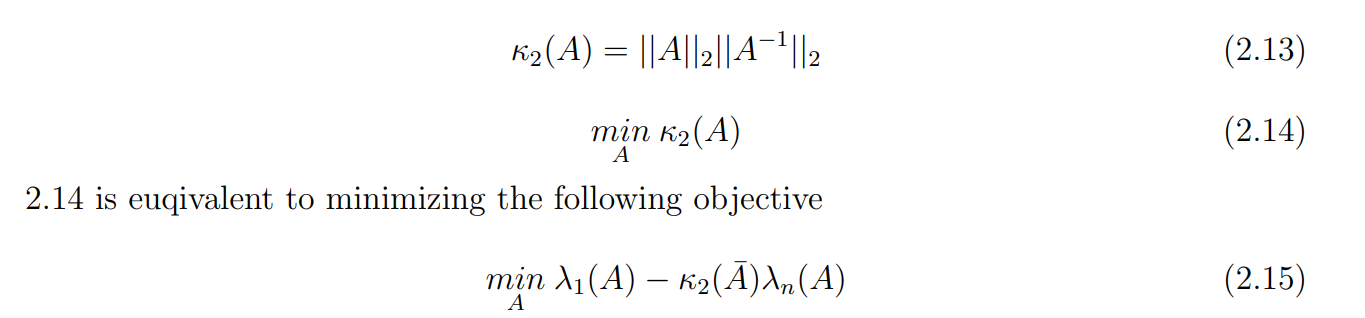 κ₂(A) = ||A||₂||A⁻¹||₂ (2.13)
min κ₂(A) (2.14)
A
2.14 is euqivalent to minimizing the following objective
min λ₁(A) − κ₂(Ā)λₙ(A) (2.15)
A